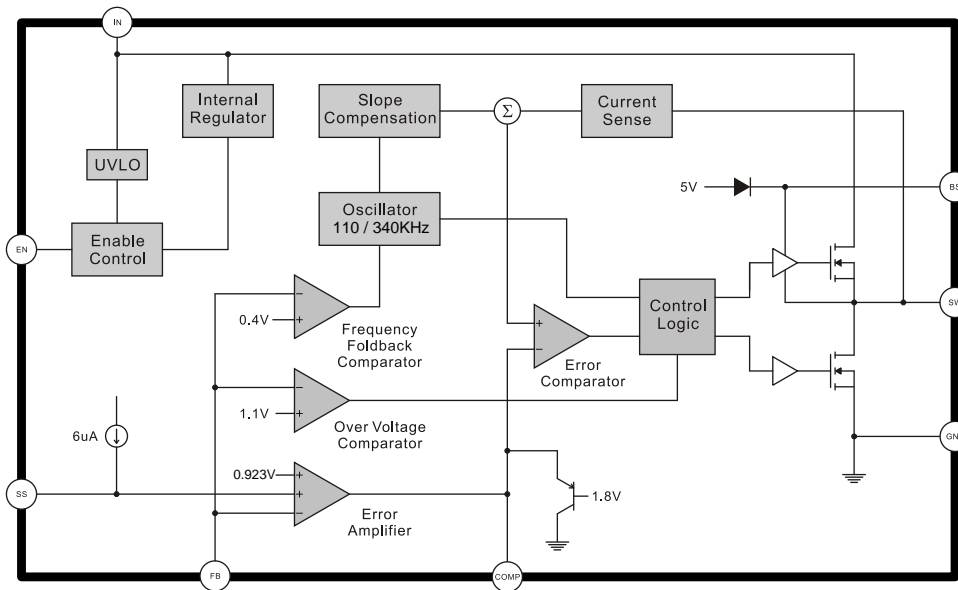 IN
Internal
Regulator
Slope
Compensation
Σ
Current
Sense
UVLO
5V
BS
Oscillator
110 / 340KHz
EN
Enable
Control
SW
0.4V
Frequency
Foldback
Comparator
Control
Logic
Error
Comparator
1.1V
Over Voltage
Comparator
6uA
GN
0.923V
SS
1.8V
Error
Amplifier
FB
COMP
−
+
−
+
+
−
+
+
−